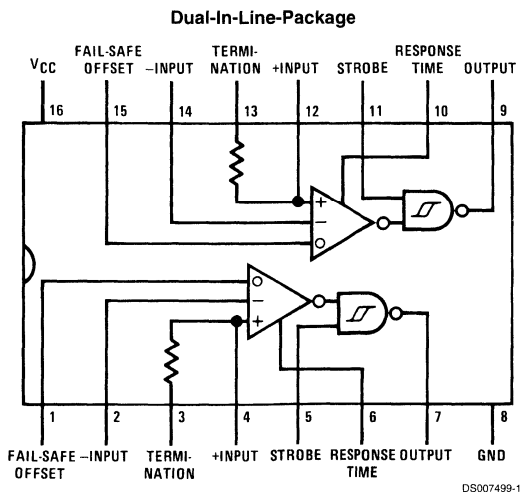 Dual-In-Line-Package
VCC
FAIL-SAFE
OFFSET
–INPUT
TERMI-
NATION
+INPUT
STROBE
RESPONSE
TIME
OUTPUT
16 15 14 13 12 11 10 9
+
–
–
+
1 2 3 4 5 6 7 8
FAIL-SAFE
OFFSET
–INPUT
TERMI-
NATION
+INPUT
STROBE
RESPONSE
TIME
OUTPUT
GND
DS007499-1